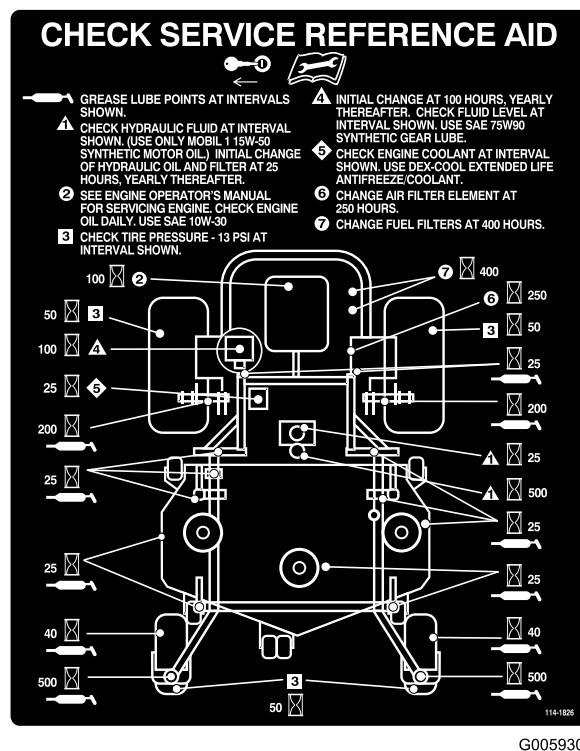 CHECK SERVICE REFERENCE AID
GREASE LUBE POINTS AT INTERVALS
SHOWN.
1 CHECK HYDRAULIC FLUID AT INTERVAL
SHOWN. (USE ONLY MOBIL 1 15W-50
SYNTHETIC MOTOR OIL.) INITIAL CHANGE
OF HYDRAULIC OIL AND FILTER AT 25
HOURS, YEARLY THEREAFTER.
2 SEE ENGINE OPERATOR'S MANUAL
FOR SERVICING ENGINE. CHECK ENGINE
OIL DAILY. USE SAE 10W-30
3 CHECK TIRE PRESSURE - 13 PSI AT
INTERVAL SHOWN.
4 INITIAL CHANGE AT 100 HOURS, YEARLY
THEREAFTER. CHECK FLUID LEVEL AT
INTERVAL SHOWN. USE SAE 75W90
SYNTHETIC GEAR LUBE.
5 CHECK ENGINE COOLANT AT INTERVAL
SHOWN. USE DEX-COOL EXTENDED LIFE
ANTIFREEZE/COOLANT.
6 CHANGE AIR FILTER ELEMENT AT
250 HOURS.
7 CHANGE FUEL FILTERS AT 400 HOURS.
100 2
7 400
6 250
50 3
3 50
100 4
25
25 5
200
200
1 25
25
1 500
25
25
25
40
40
500
500
3
50
114-1826
G005930